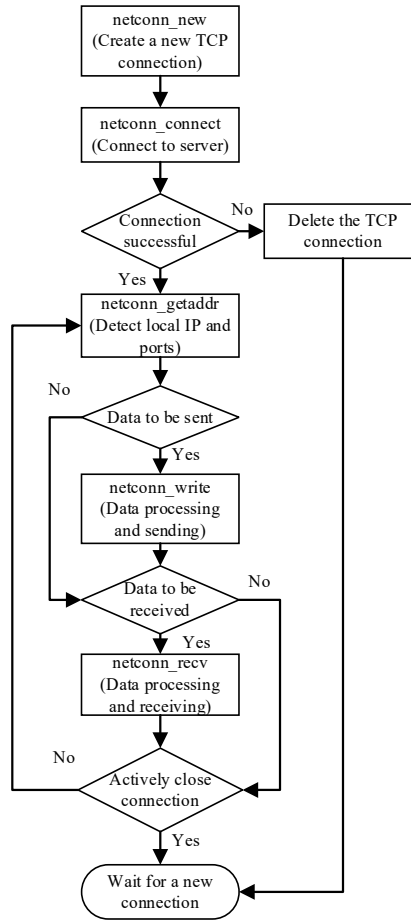 netconn_new
(Create a new TCP
connection)
netconn_connect
(Connect to server)
Connection
successful
No
Delete the TCP
connection
Yes
netconn_getaddr
(Detect local IP and
ports)
No
Data to be sent
Yes
netconn_write
(Data processing
and sending)
Data to be
received
No
Yes
netconn_recv
(Data processing
and receiving)
No
Actively close
connection
Yes
Wait for a new
connection